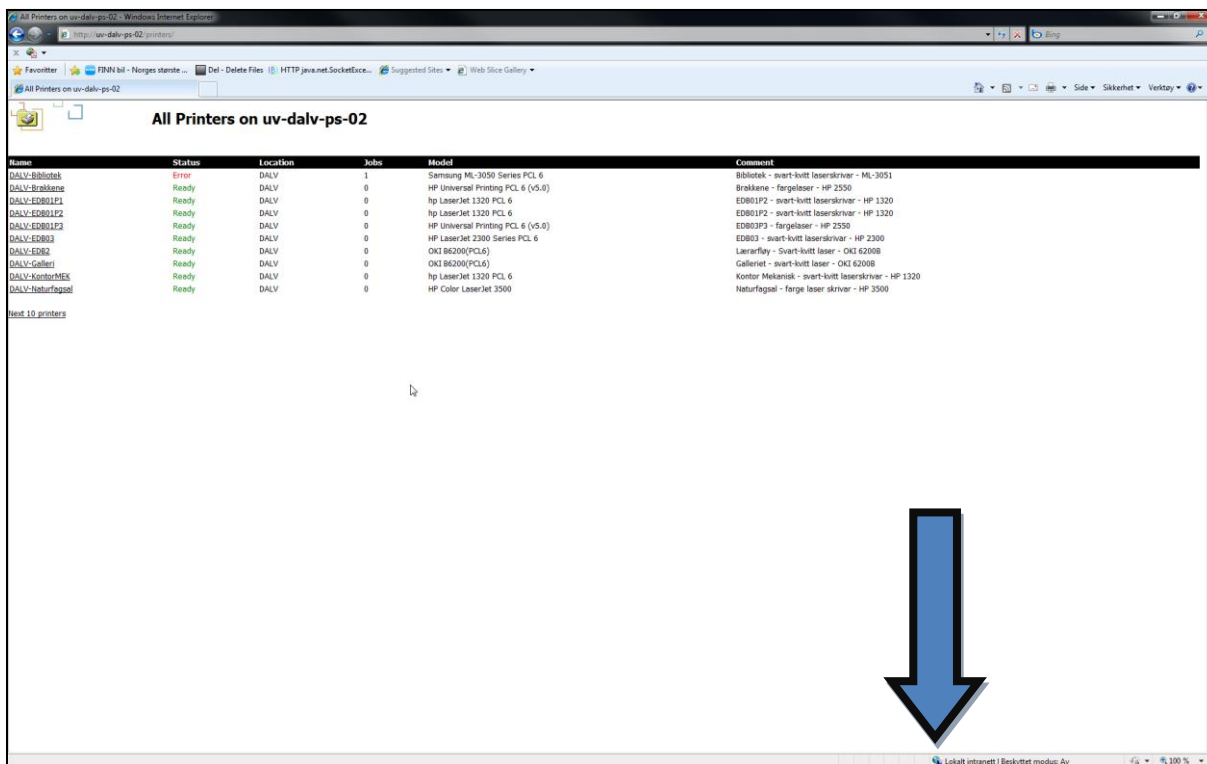 All Printers on uv-dalv-ps-02 - Windows Internet Explorer
http://uv-dalv-ps-02/printers/
Bing
x
Favoritter FINN bil - Norges største ... Del - Delete Files HTTP java.net.SocketExce... Suggested Sites Web Slice Gallery
All Printers on uv-dalv-ps-02 Side Sikkerhet Verktøy
All Printers on uv-dalv-ps-02
Name Status Location Jobs Model Comment
DALV-Bibliotek Error DALV 1 Samsung ML-3050 Series PCL 6 Bibliotek - svart-kvitt laserskrivar - ML-3051
DALV-Brakkene Ready DALV 0 HP Universal Printing PCL 6 (v5.0) Brakkene - fargelaser - HP 2550
DALV-EDB01P1 Ready DALV 0 hp LaserJet 1320 PCL 6 EDB01P2 - svart-kvitt laserskrivar - HP 1320
DALV-EDB01P2 Ready DALV 0 hp LaserJet 1320 PCL 6 EDB01P2 - svart-kvitt laserskrivar - HP 1320
DALV-EDB01P3 Ready DALV 0 HP Universal Printing PCL 6 (v5.0) EDB03P3 - fargelaser - HP 2550
DALV-EDB03 Ready DALV 0 HP LaserJet 2300 Series PCL 6 EDB03 - svart-kvitt laserskrivar - HP 2300
DALV-EDB2 Ready DALV 0 OKI B6200(PCL6) Lærarfløy - Svart-kvitt laser - OKI 6200B
DALV-Galleri Ready DALV 0 OKI B6200(PCL6) Galleriet - svart-kvitt laser - OKI 6200B
DALV-KontorMEK Ready DALV 0 hp LaserJet 1320 PCL 6 Kontor Mekanisk - svart-kvitt laserskrivar - HP 1320
DALV-Naturfagsal Ready DALV 0 HP Color LaserJet 3500 Naturfagsal - farge laser skrivar - HP 3500
Next 10 printers
Lokalt intranett | Beskyttet modus: Av 100 %